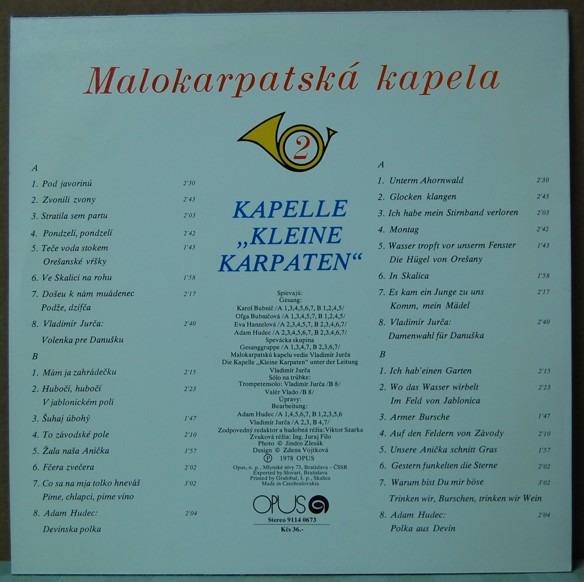 Malokarpatská kapela
2
KAPELLE
„KLEINE
KARPATEN“
A
1. Pod javorinú 2'30
2. Zvonili zvony 2'43
3. Stratila sem partu 2'03
4. Pondzelí, pondzelí 2'42
5. Teče voda stokem 1'43
Orešanské vŕšky
6. Ve Skalici na rohu 1'58
7. Došeu k nám muádenec 2'17
Podže, dzífča
8. Vladimír Jurča: 2'40
Volenka pre Danušku
B
1. Mám ja zahrádečku 2'15
2. Hubočí, hubočí 2'23
V jablonickém poli
3. Šuhaj úbohý 1'47
4. To závodské pole 2'10
5. Žala naša Anička 1'57
6. Fčera zvečera 2'02
7. Co sa na mja tolko hneváš 3'02
Pime, chlapci, pime víno
8. Adam Hudec: 2'04
Devínska polka
Spievajú:
Gesang:
Karol Bubnič /A 1,3,4,5,6,7, B 1,2,4,5/
Oľga Bubničová /A 1,3,4,5,7, B 1,2,4,5/
Eva Hanzelová /A 2,3,4,5,7, B 2,3,4,6,7/
Adam Hudec /A 2,3,4,5,7, B 2,3,4,6,7/
Spevácka skupina
Gesanggruppe /A 1,4,7, B 2,3,6,7/
Malokarpatskú kapelu vedie Vladimír Jurča
Die Kapelle „Kleine Karpaten“ unter der Leitung
Vladimír Jurča
Sólo na trúbke:
Trompetensolo: Vladimír Jurča /B 8/
Valér Vlado /B 8/
Úpravy:
Bearbeitung:
Adam Hudec /A 1,4,5,6,7, B 1,2,3,5,6
Vladimír Jurča /A 2,3, B 4,7/
Zodpovedný redaktor a hudobná réžia: Viktor Szarka
Zvuková réžia: Ing. Juraj Filo
Photo © Jindro Zlesák
Design © Zdena Vojtková
Ⓟ 1978 OPUS
Opus, n. p., Mlynské nivy 73, Bratislava – ČSSR
Exported by Slovart, Bratislava
Printed by Grafobal, š. p., Skalica
Made in Czechoslovakia
OPUS
Stereo 9114 0673
Kčs 36.-
A
1. Unterm Ahornwald 2'30
2. Glocken klangen 2'43
3. Ich habe mein Stirnband verloren 2'03
4. Montag 2'42
5. Wasser tropft vor unserm Fenster 1'43
Die Hügel von Orešany
6. In Skalica 1'58
7. Es kam ein Junge zu uns 2'17
Komm, mein Mädel
8. Vladimír Jurča: 2'40
Damenwahl für Danuška
B
1. Ich hab'einen Garten 2'15
2. Wo das Wasser wirbelt 2'23
Im Feld von Jablonica
3. Armer Bursche 1'47
4. Auf den Feldern von Závody 2'10
5. Unsere Anička schnitt Gras 1'57
6. Gestern funkelten die Sterne 2'02
7. Warum bist Du mir böse 3'02
Trinken wir, Burschen, trinken wir Wein
8. Adam Hudec: 2'04
Polka aus Devín